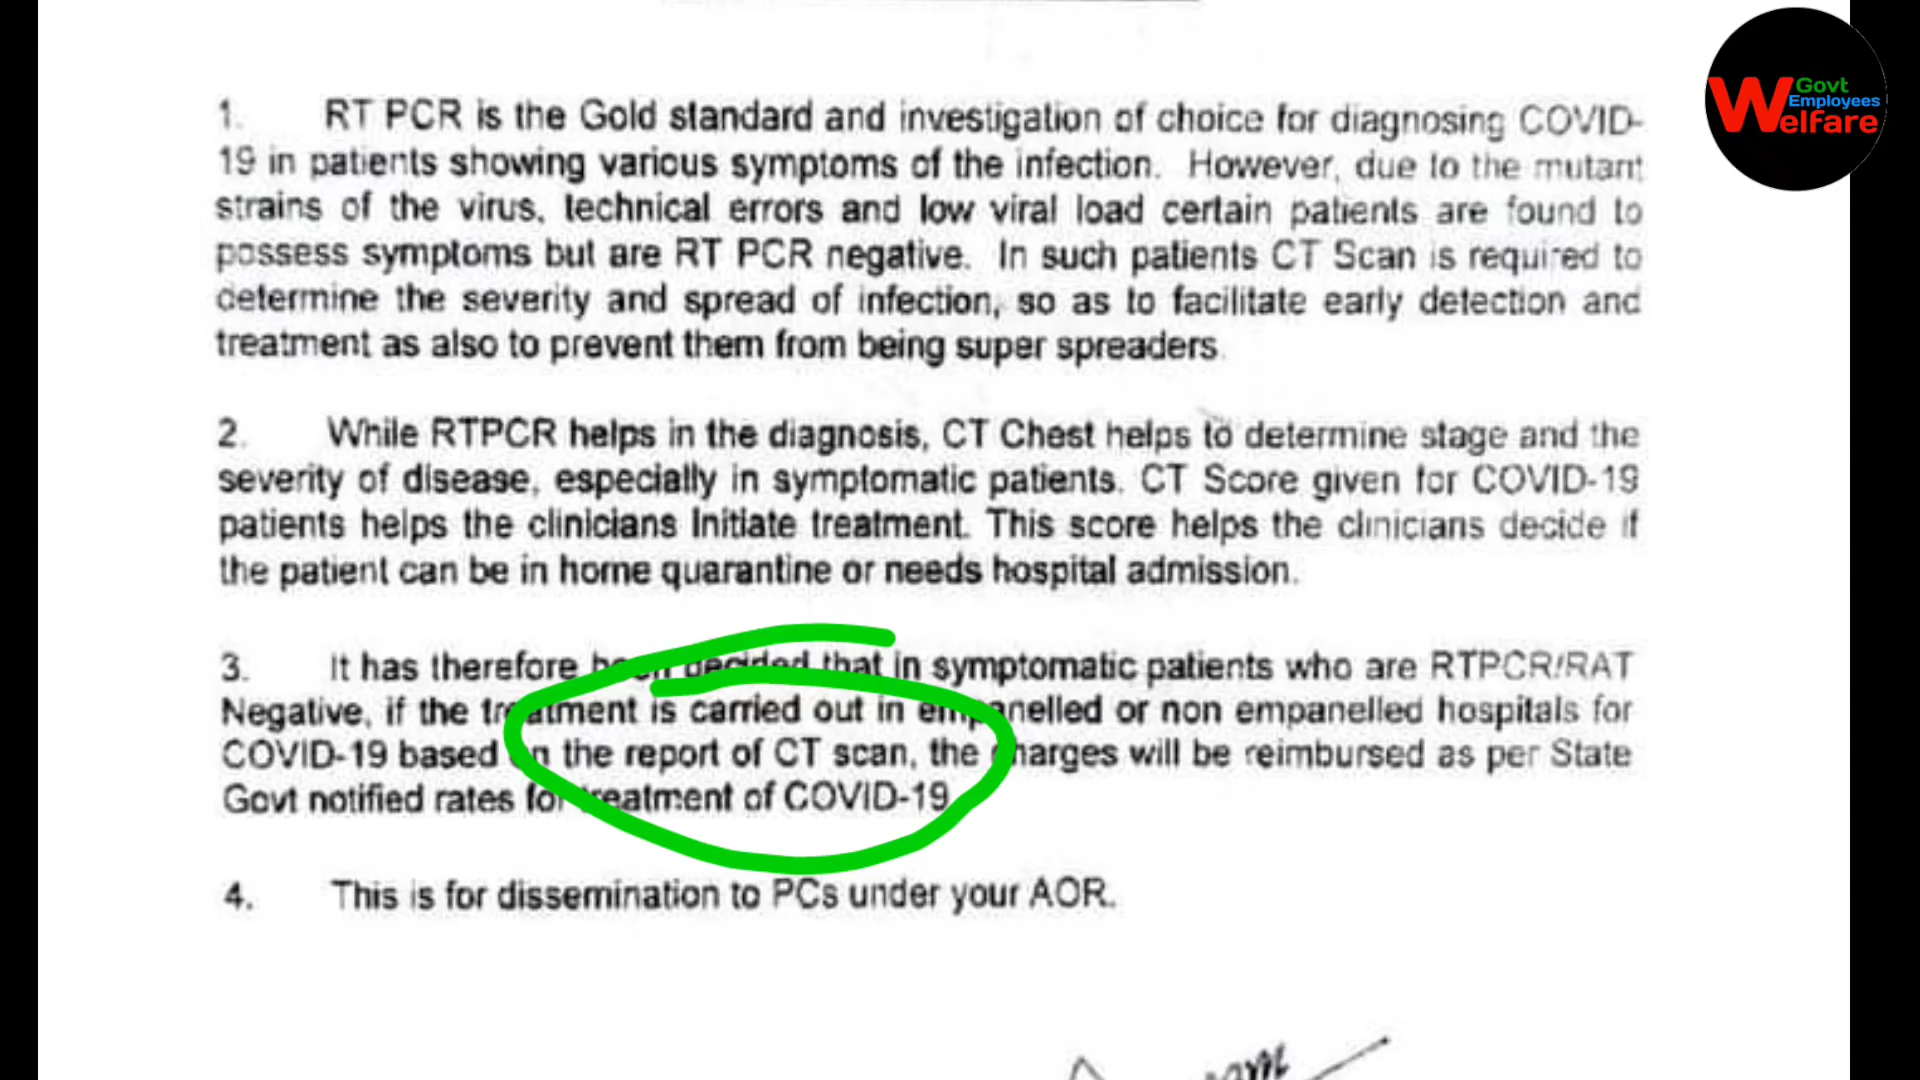 1. RT PCR is the Gold standard and investigation of choice for diagnosing COVID-
19 in patients showing various symptoms of the infection. However, due to the mutant
strains of the virus, technical errors and low viral load certain patients are found to
possess symptoms but are RT PCR negative. In such patients CT Scan is required to
determine the severity and spread of infection, so as to facilitate early detection and
treatment as also to prevent them from being super spreaders.
2. While RTPCR helps in the diagnosis, CT Chest helps to determine stage and the
severity of disease, especially in symptomatic patients. CT Score given for COVID-19
patients helps the clinicians Initiate treatment. This score helps the clinicians decide if
the patient can be in home quarantine or needs hospital admission.
3. It has therefore been decided that in symptomatic patients who are RTPCR/RAT
Negative, if the treatment is carried out in empanelled or non empanelled hospitals for
COVID-19 based on the report of CT scan, the charges will be reimbursed as per State
Govt notified rates for treatment of COVID-19
4. This is for dissemination to PCs under your AOR.
Govt
Employees
Welfare